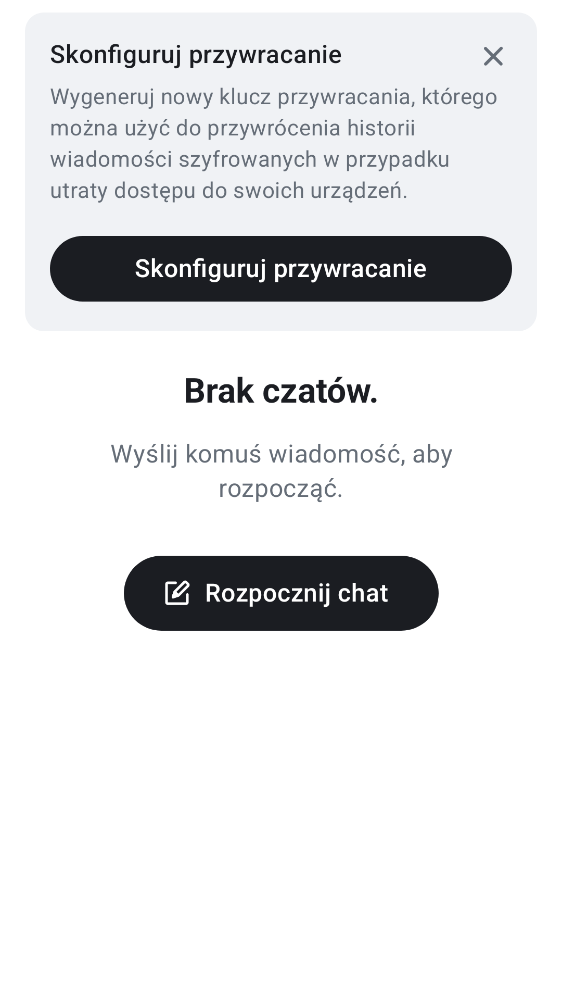 Skonfiguruj przywracanie
Wygeneruj nowy klucz przywracania, którego
można użyć do przywrócenia historii
wiadomości szyfrowanych w przypadku
utraty dostępu do swoich urządzeń.
Skonfiguruj przywracanie
Brak czatów.
Wyślij komuś wiadomość, aby
rozpocząć.
Rozpocznij chat